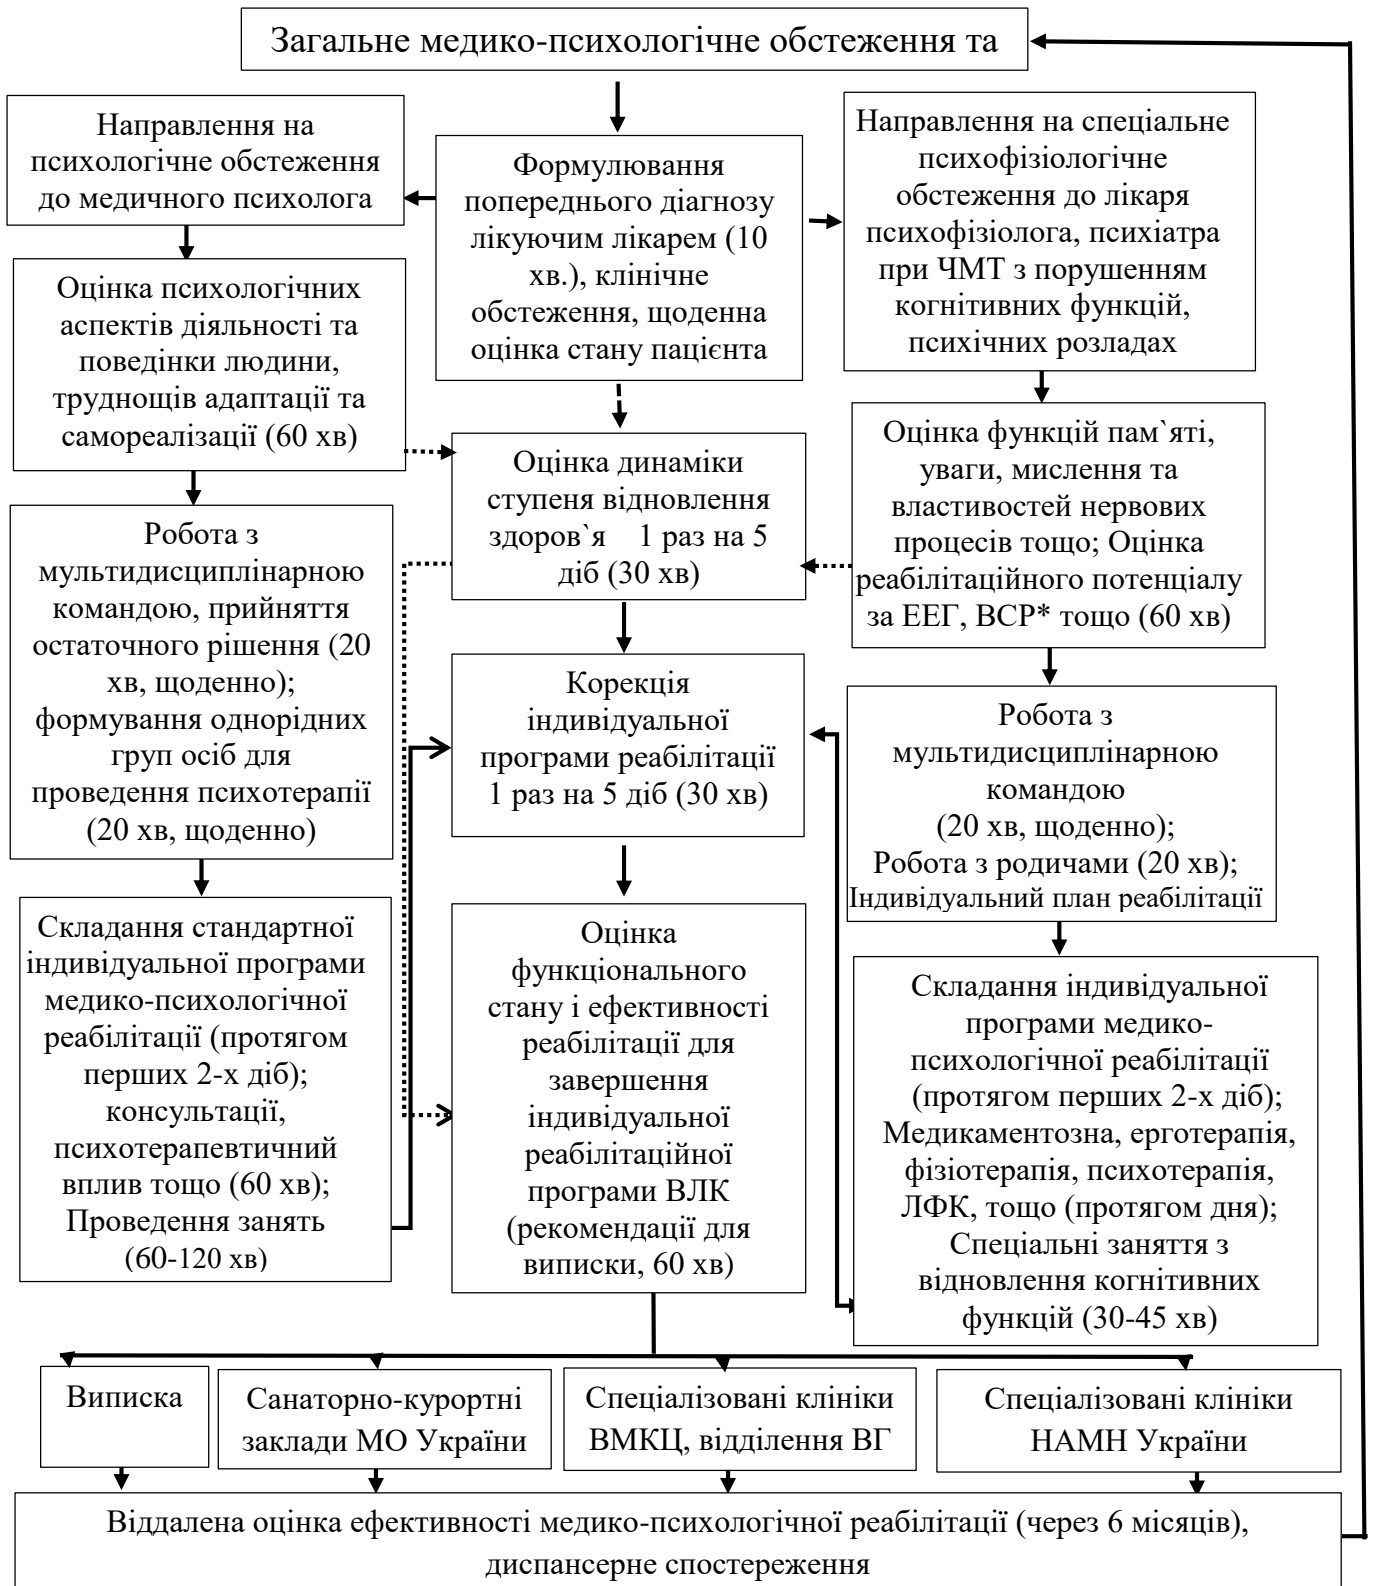 Загальне медико-психологічне обстеження та
Направлення на
психологічне обстеження
до медичного психолога
Формулювання
попереднього діагнозу
лікуючим лікарем (10
хв.), клінічне
обстеження, щоденна
оцінка стану пацієнта
Направлення на спеціальне
психофізіологічне
обстеження до лікаря
психофізіолога, психіатра
при ЧМТ з порушенням
когнітивних функцій,
психічних розладах
Оцінка психологічних
аспектів діяльності та
поведінки людини,
труднощів адаптації та
самореалізації (60 хв)
Оцінка динаміки
ступеня відновлення
здоров`я 1 раз на 5
діб (30 хв)
Оцінка функцій пам`яті,
уваги, мислення та
властивостей нервових
процесів тощо; Оцінка
реабілітаційного потенціалу
за ЕЕГ, ВСР* тощо (60 хв)
Робота з
мультидисциплінарною
командою, прийняття
остаточного рішення (20
хв, щоденно);
формування однорідних
груп осіб для
проведення психотерапії
(20 хв, щоденно)
Корекція
індивідуальної
програми реабілітації
1 раз на 5 діб (30 хв)
Робота з
мультидисциплінарною
командою
(20 хв, щоденно);
Робота з родичами (20 хв);
Індивідуальний план реабілітації
Складання стандартної
індивідуальної програми
медико-психологічної
реабілітації (протягом
перших 2-х діб);
консультації,
психотерапевтичний
вплив тощо (60 хв);
Проведення занять
(60-120 хв)
Оцінка
функціонального
стану і ефективності
реабілітації для
завершення
індивідуальної
реабілітаційної
програми ВЛК
(рекомендації для
виписки, 60 хв)
Складання індивідуальної
програми медико-
психологічної реабілітації
(протягом перших 2-х діб);
Медикаментозна, ерготерапія,
фізіотерапія, психотерапія,
ЛФК, тощо (протягом дня);
Спеціальні заняття з
відновлення когнітивних
функцій (30-45 хв)
Виписка
Санаторно-курортні
заклади МО України
Спеціалізовані клініки
ВМКЦ, відділення ВГ
Спеціалізовані клініки
НАМН України
Віддалена оцінка ефективності медико-психологічної реабілітації (через 6 місяців),
диспансерне спостереження